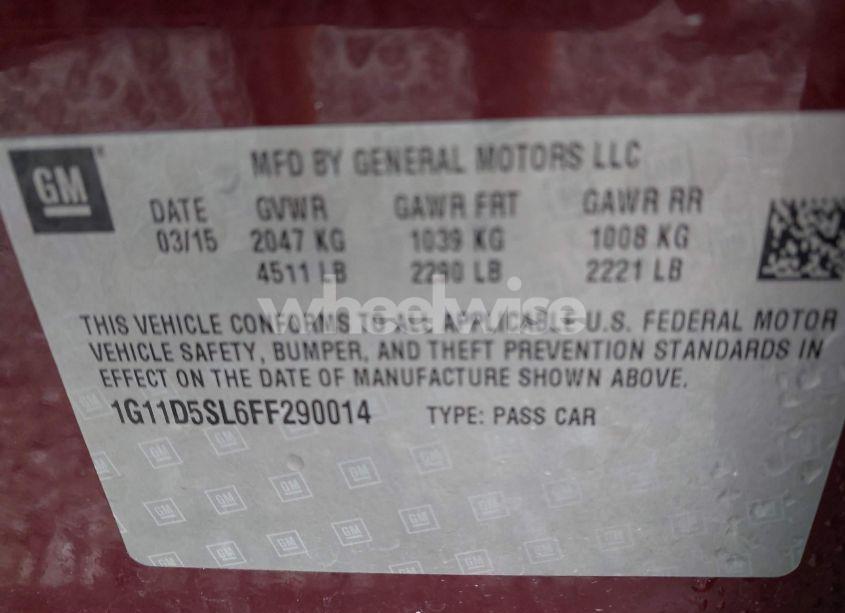 GM
MFD BY GENERAL MOTORS LLC
DATE GVWR GAWR FRT GAWR RR
03/15 2047 KG 1039 KG 1008 KG
4511 LB 2290 LB 2221 LB
wheelwise
THIS VEHICLE CONFORMS TO ALL APPLICABLE U.S. FEDERAL MOTOR
VEHICLE SAFETY, BUMPER, AND THEFT PREVENTION STANDARDS IN
EFFECT ON THE DATE OF MANUFACTURE SHOWN ABOVE.
1G11D5SL6FF290014 TYPE: PASS CAR